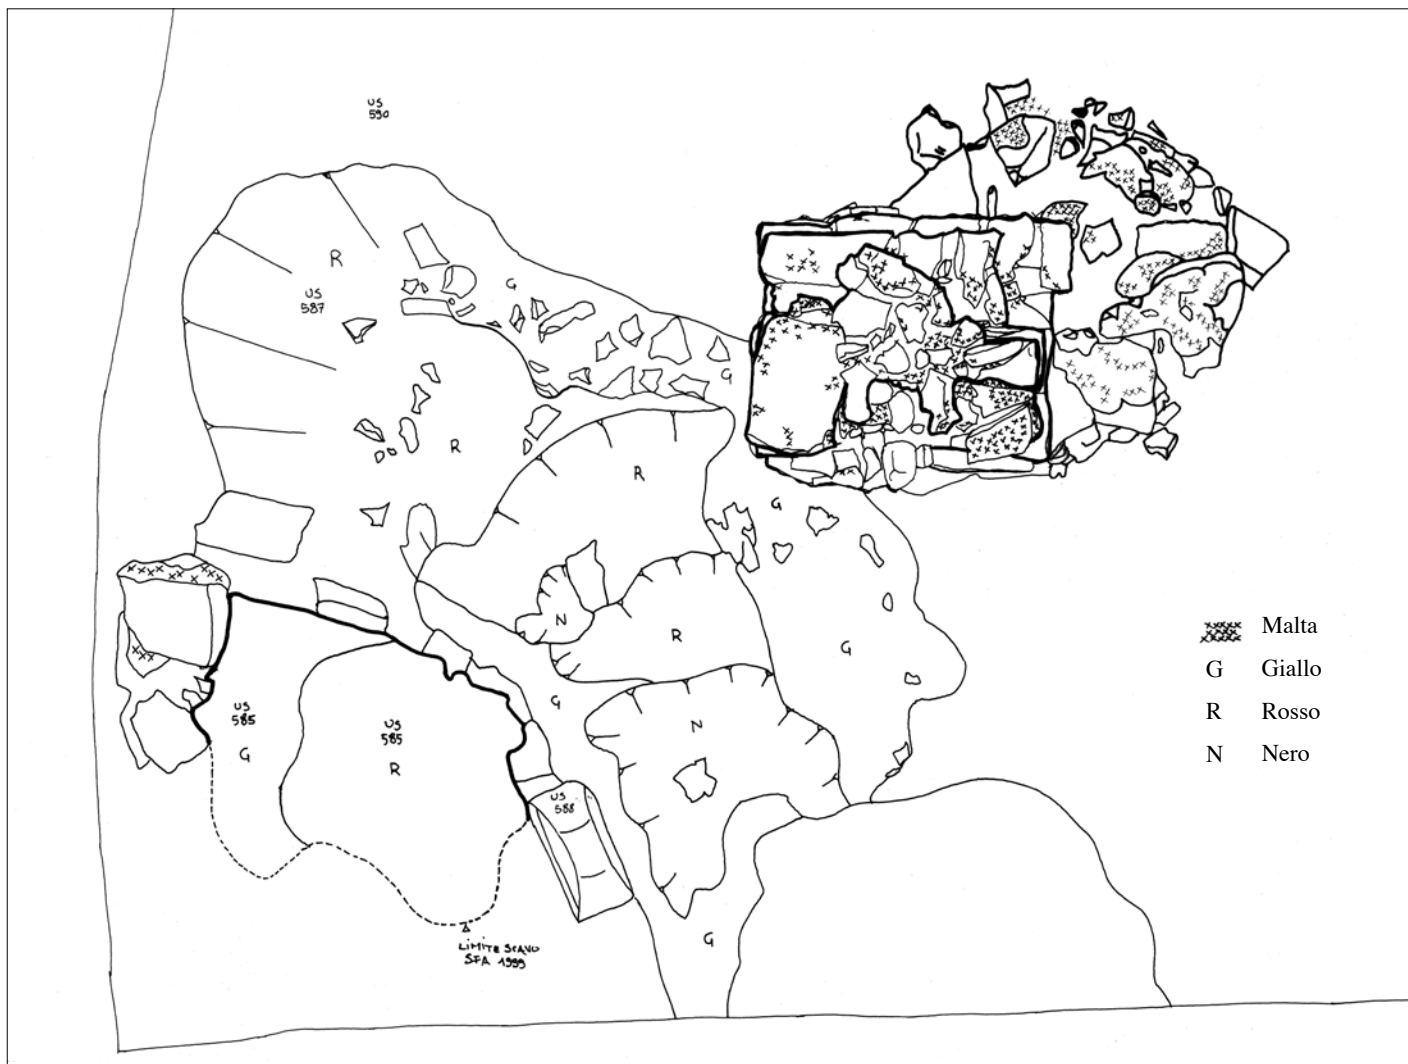 US
590
R
US
587
G
G
R
R
G
N
R
G
G
US
585
G
US
585
R
N
US
588
G
LIMITE SCAVO
SFA 1999
Malta
G Giallo
R Rosso
N Nero